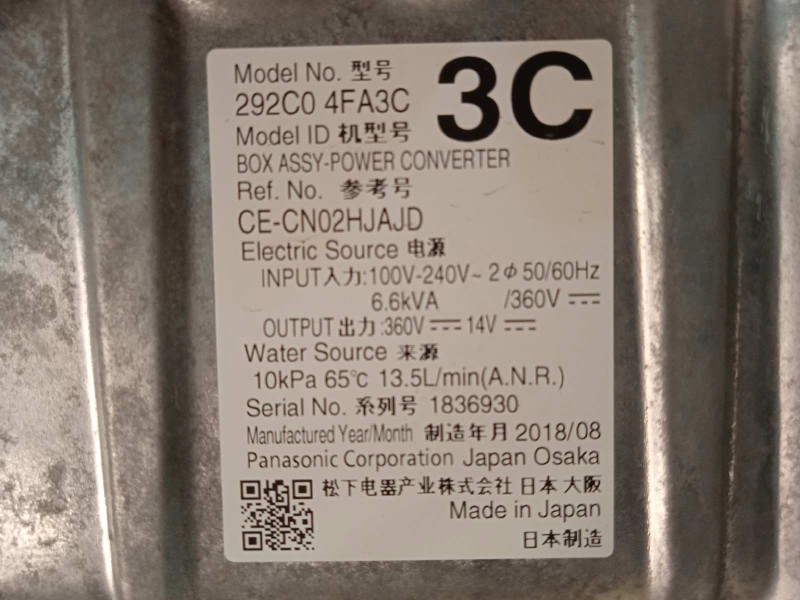 Model No. 型号
3C
292C0 4FA3C
Model ID 机型号
BOX ASSY-POWER CONVERTER
Ref. No. 参考号
CE-CN02HJAJD
Electric Source 电源
INPUT入力:100V-240V~ 2φ50/60Hz
6.6kVA /360V ⎓
OUTPUT出力:360V ⎓ 14V ⎓
Water Source 来源
10kPa 65℃ 13.5L/min(A.N.R.)
Serial No. 系列号 1836930
Manufactured Year/Month 制造年月 2018/08
Panasonic Corporation Japan Osaka
松下电器产业株式会社 日本大阪
Made in Japan
日本制造